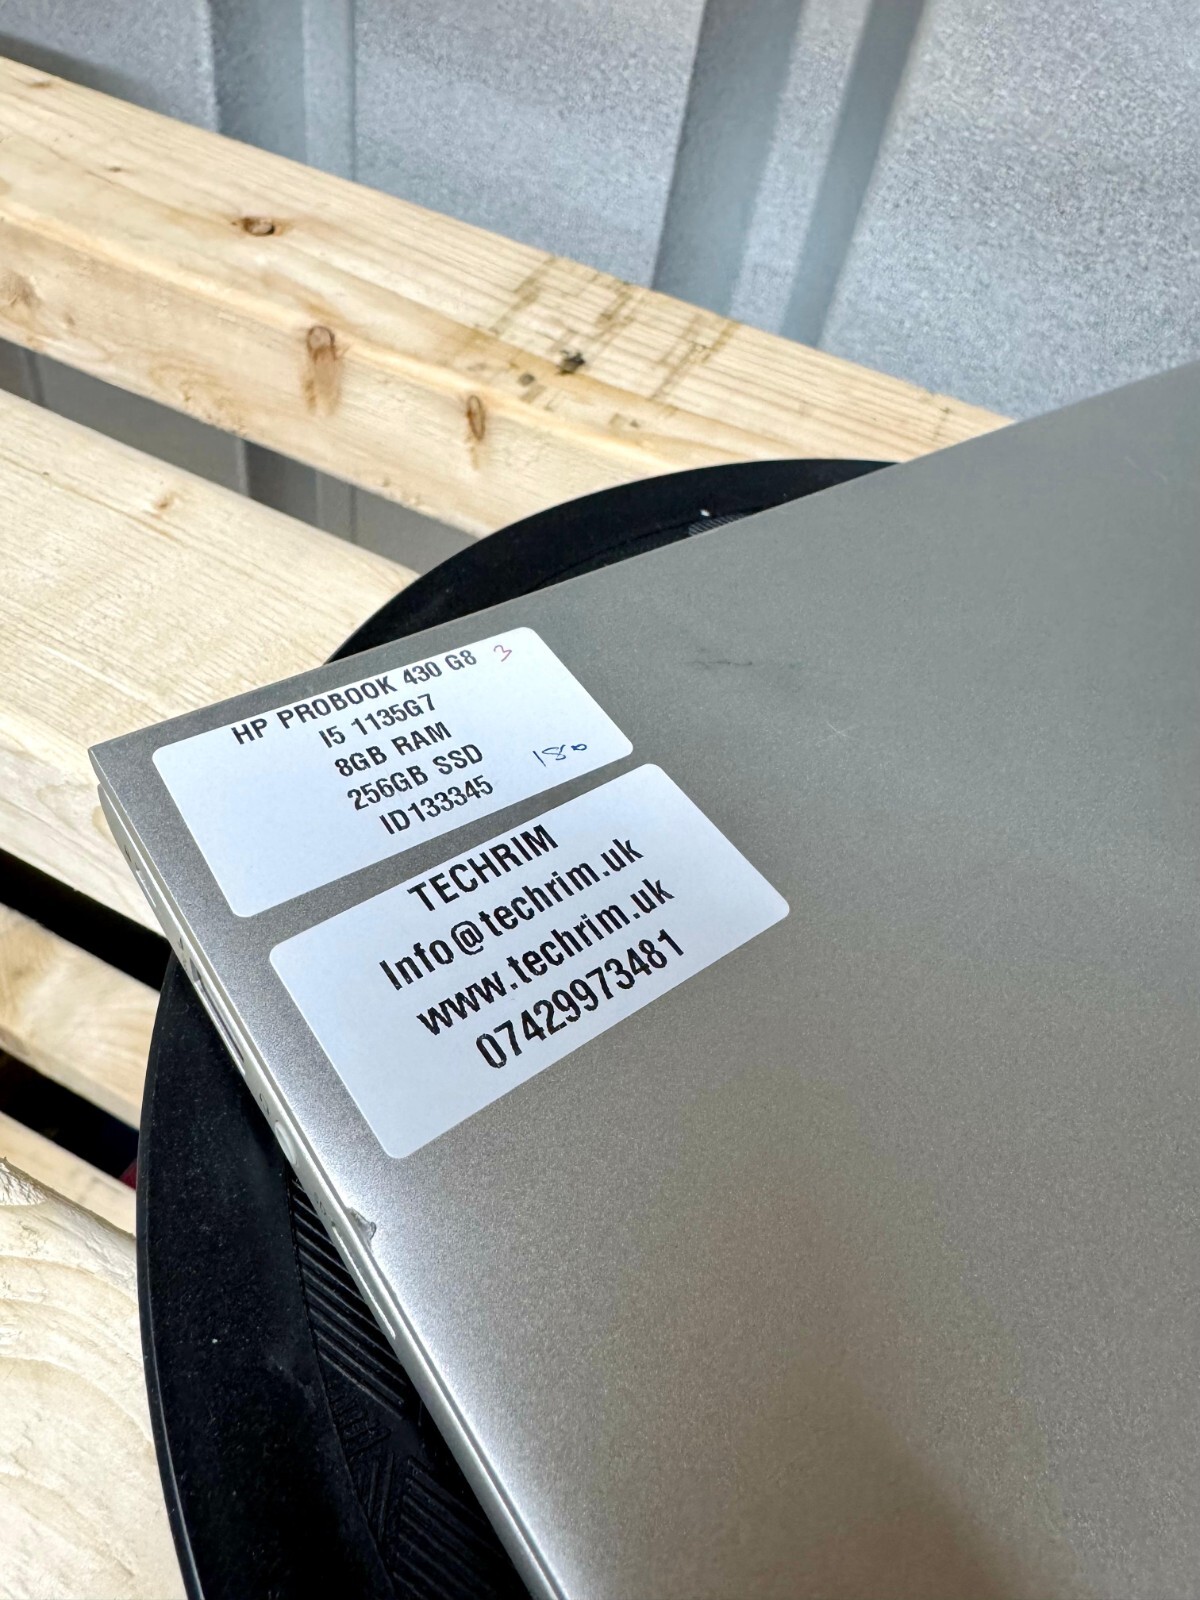 HP PROBOOK 430 G8 3
I5 1135G7
8GB RAM
256GB SSD 180
ID133345
TECHRIM
Info@techrim.uk
www.techrim.uk
07429973481